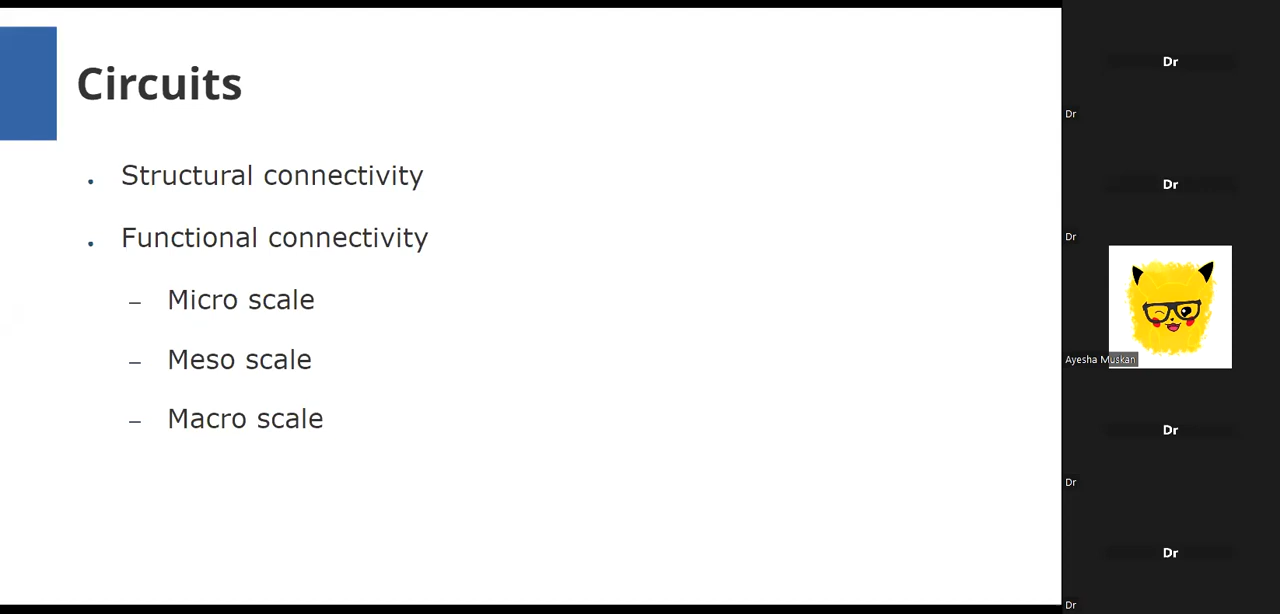 Circuits
. Structural connectivity
. Functional connectivity
– Micro scale
– Meso scale
– Macro scale
Dr
Dr
Dr
Dr
Ayesha Muskan
Dr
Dr
Dr
Dr